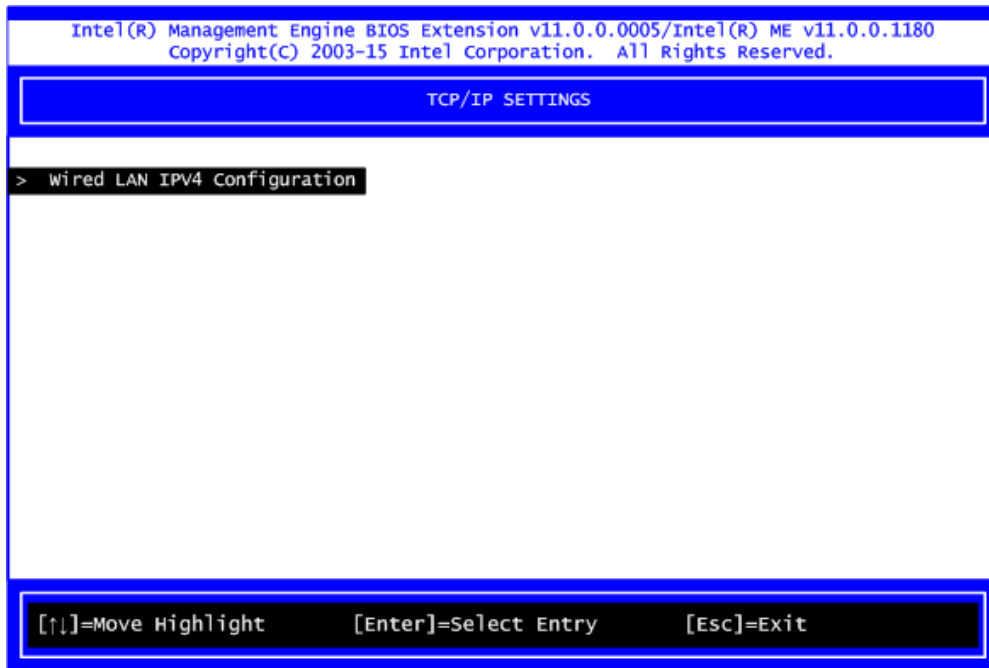 Intel(R) Management Engine BIOS Extension v11.0.0.0005/Intel(R) ME v11.0.0.1180
Copyright(C) 2003-15 Intel Corporation. All Rights Reserved.
TCP/IP SETTINGS
> Wired LAN IPV4 Configuration
[↑↓]=Move Highlight [Enter]=Select Entry [Esc]=Exit